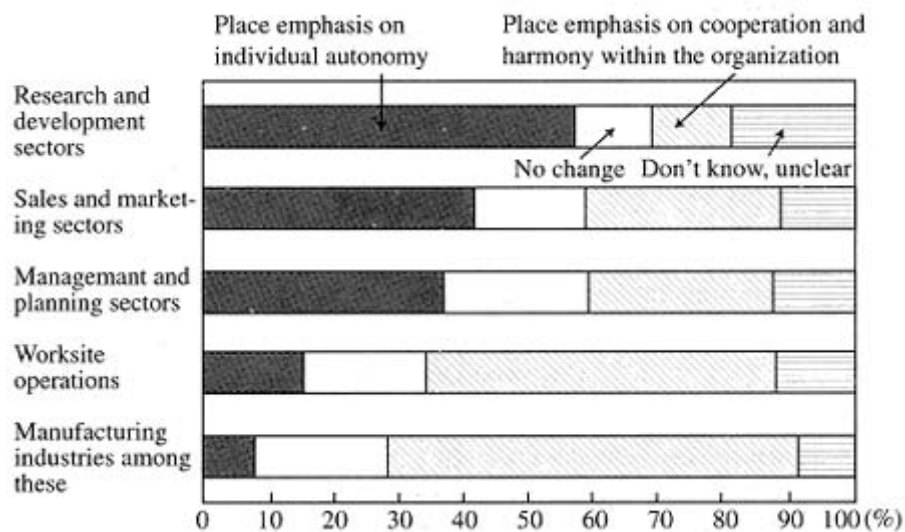 Place emphasis on
individual autonomy
Place emphasis on cooperation and
harmony within the organization
Research and
development
sectors
No change
Don't know, unclear
Sales and market-
ing sectors
Managemant and
planning sectors
Worksite
operations
Manufacturing
industries among
these
0 10 20 30 40 50 60 70 80 90 100 (%)